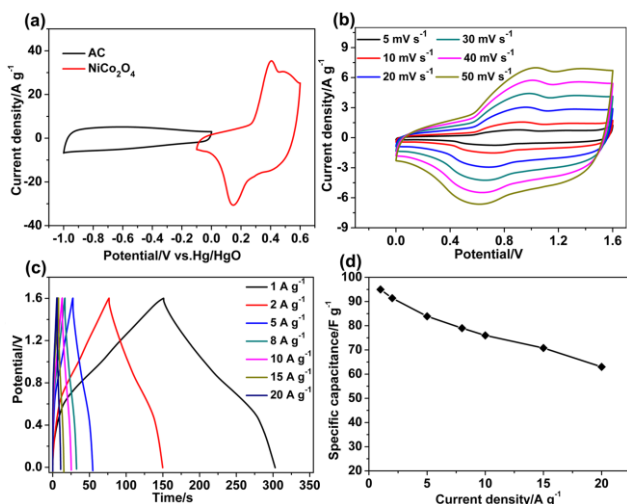 (a)
AC
NiCo₂O₄
Current density/A g⁻¹
40
20
0
-20
-40
-1.0 -0.8 -0.6 -0.4 -0.2 0.0 0.2 0.4 0.6
Potential/V vs.Hg/HgO
(b)
5 mV s⁻¹ 30 mV s⁻¹
10 mV s⁻¹ 40 mV s⁻¹
20 mV s⁻¹ 50 mV s⁻¹
Current density/A g⁻¹
9
6
3
0
-3
-6
-9
0.0 0.4 0.8 1.2 1.6
Potential/V
(c)
1 A g⁻¹
2 A g⁻¹
5 A g⁻¹
8 A g⁻¹
10 A g⁻¹
15 A g⁻¹
20 A g⁻¹
Potential/V
1.6
1.2
0.8
0.4
0.0
0 50 100 150 200 250 300 350
Time/s
(d)
Specific capacitance/F g⁻¹
100
90
80
70
60
50
40
30
20
0 5 10 15 20
Current density/A g⁻¹